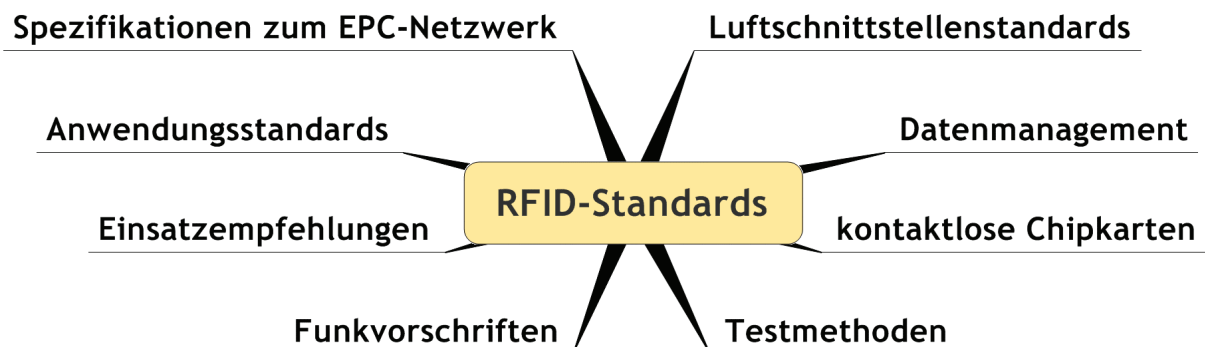 Spezifikationen zum EPC-Netzwerk
Luftschnittstellenstandards
Anwendungsstandards
Datenmanagement
RFID-Standards
Einsatzempfehlungen
kontaktlose Chipkarten
Funkvorschriften
Testmethoden